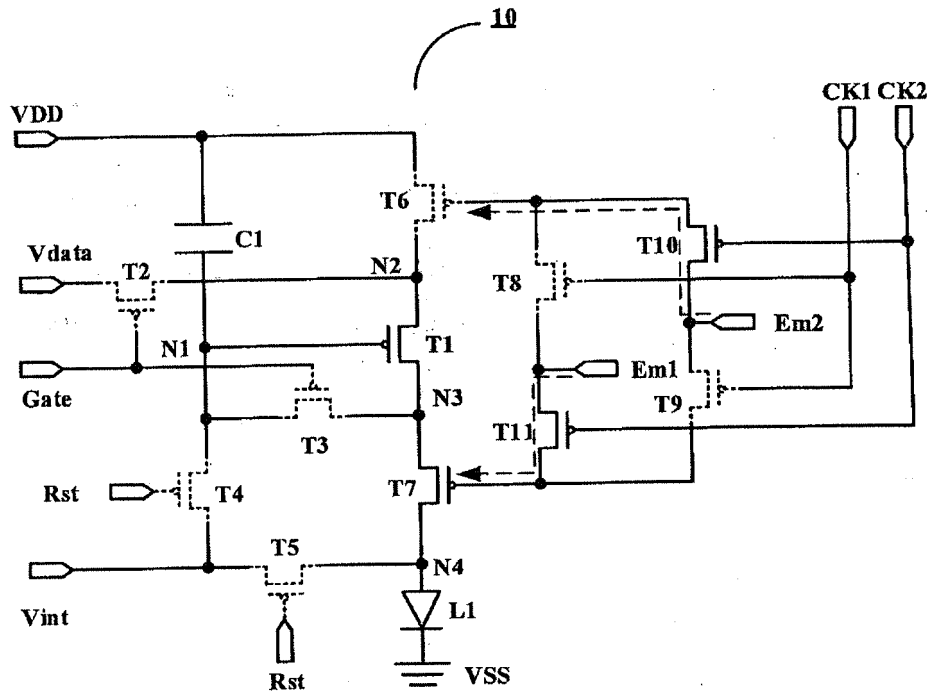 10
CK1 CK2
VDD
T6
C1
T10
Vdata
T2
N2
T8
Em2
N1
T1
Em1
Gate
N3
T9
T3
T11
Rst
T4
T7
T5
N4
Vint
L1
Rst
VSS